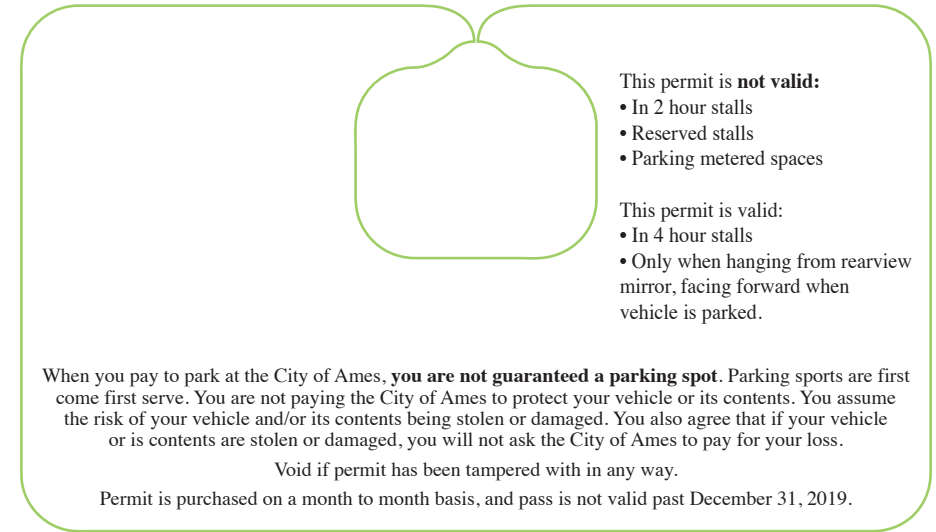 This permit is not valid:
• In 2 hour stalls
• Reserved stalls
• Parking metered spaces
This permit is valid:
• In 4 hour stalls
• Only when hanging from rearview
mirror, facing forward when
vehicle is parked.
When you pay to park at the City of Ames, you are not guaranteed a parking spot. Parking sports are first
come first serve. You are not paying the City of Ames to protect your vehicle or its contents. You assume
the risk of your vehicle and/or its contents being stolen or damaged. You also agree that if your vehicle
or is contents are stolen or damaged, you will not ask the City of Ames to pay for your loss.
Void if permit has been tampered with in any way.
Permit is purchased on a month to month basis, and pass is not valid past December 31, 2019.